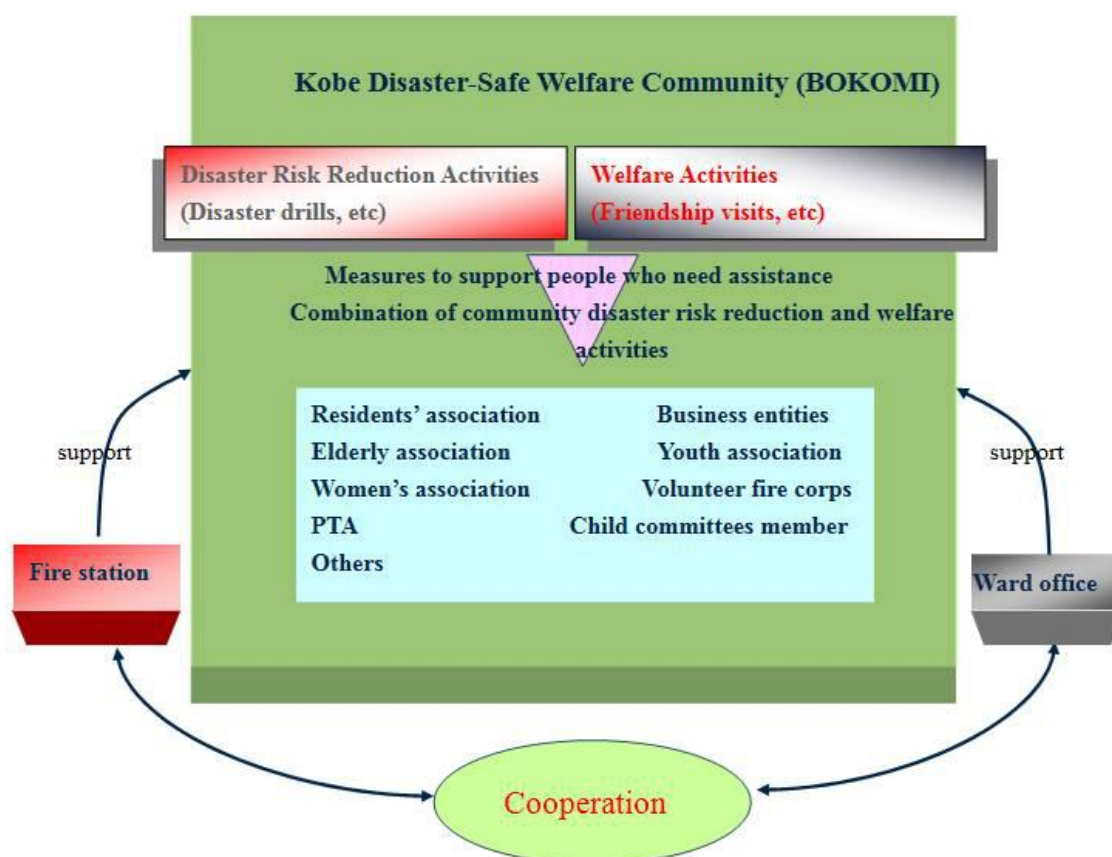 Kobe Disaster-Safe Welfare Community (BOKOMI)
Disaster Risk Reduction Activities
(Disaster drills, etc)
Welfare Activities
(Friendship visits, etc)
Measures to support people who need assistance
Combination of community disaster risk reduction and welfare
activities
Residents’ association
Business entities
Elderly association
Youth association
Women’s association
Volunteer fire corps
PTA
Child committees member
Others
support
support
Fire station
Ward office
Cooperation